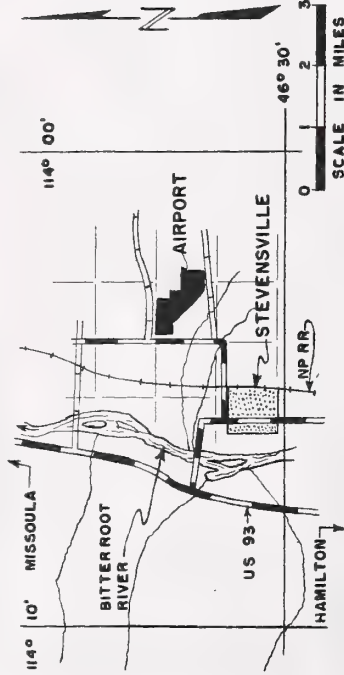 114° 10'
MISSOULA
114° 00'
N
BITTERROOT
RIVER
AIRPORT
US 93
STEVENSVILLE
HAMILTON
NP RR.
46° 30'
0 1 2 3
SCALE IN MILES